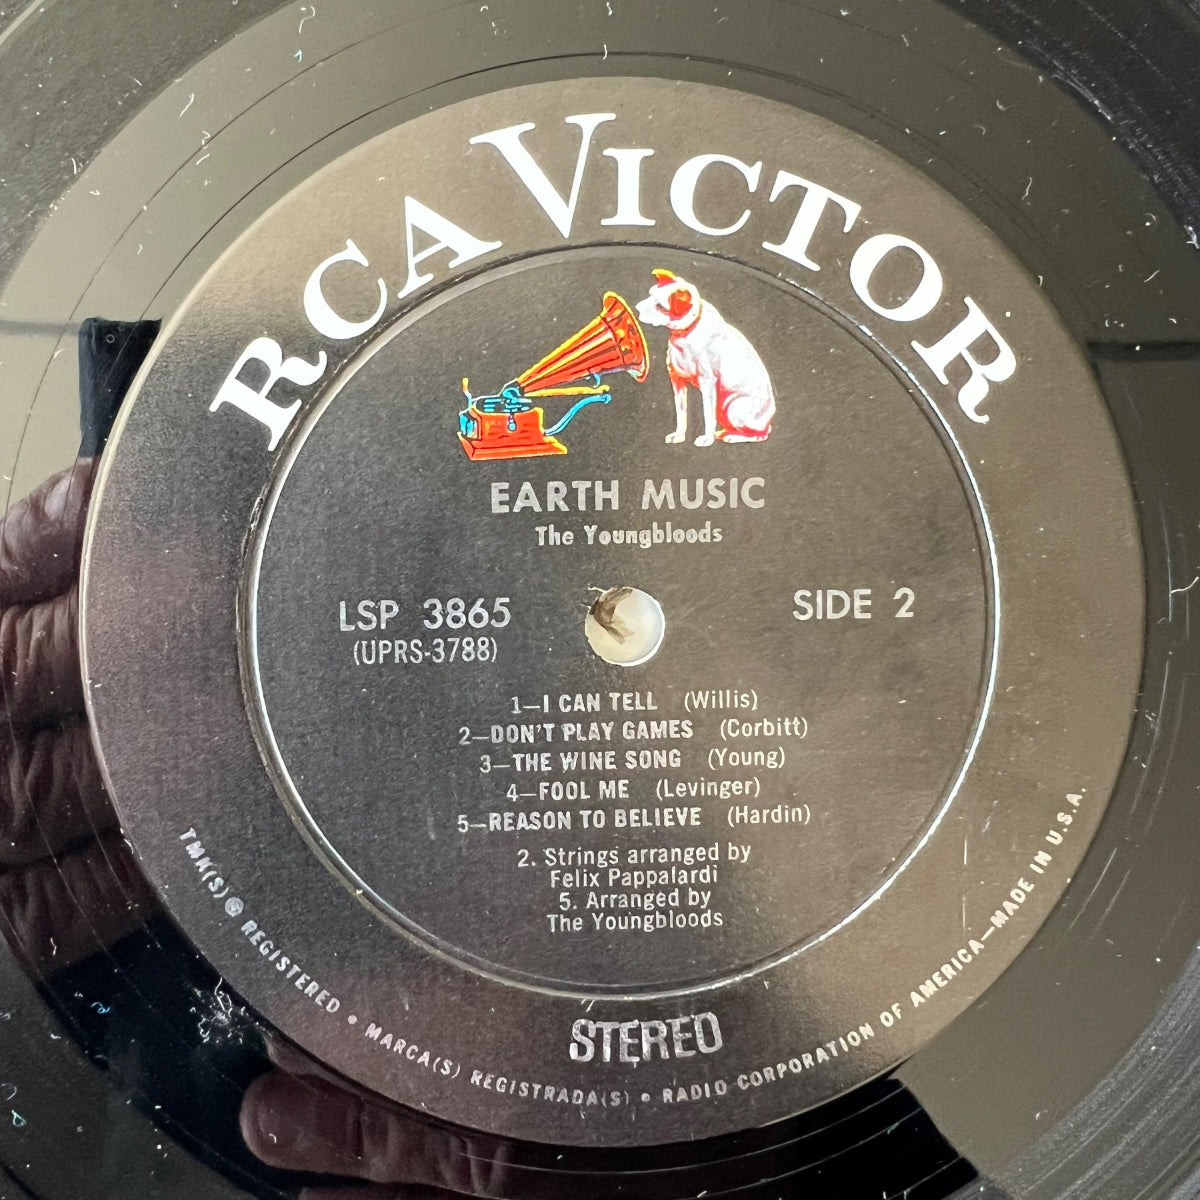 RCA VICTOR
EARTH MUSIC
The Youngbloods
LSP 3865
(UPRS-3788)
SIDE 2
1—I CAN TELL (Willis)
2—DON'T PLAY GAMES (Corbitt)
3—THE WINE SONG (Young)
4—FOOL ME (Levinger)
5—REASON TO BELIEVE (Hardin)
2. Strings arranged by
Felix Pappalardi
5. Arranged by
The Youngbloods
STEREO
TMK(S) ® REGISTERED • MARCA(S) REGISTRADA(S) • RADIO CORPORATION OF AMERICA—MADE IN U.S.A.